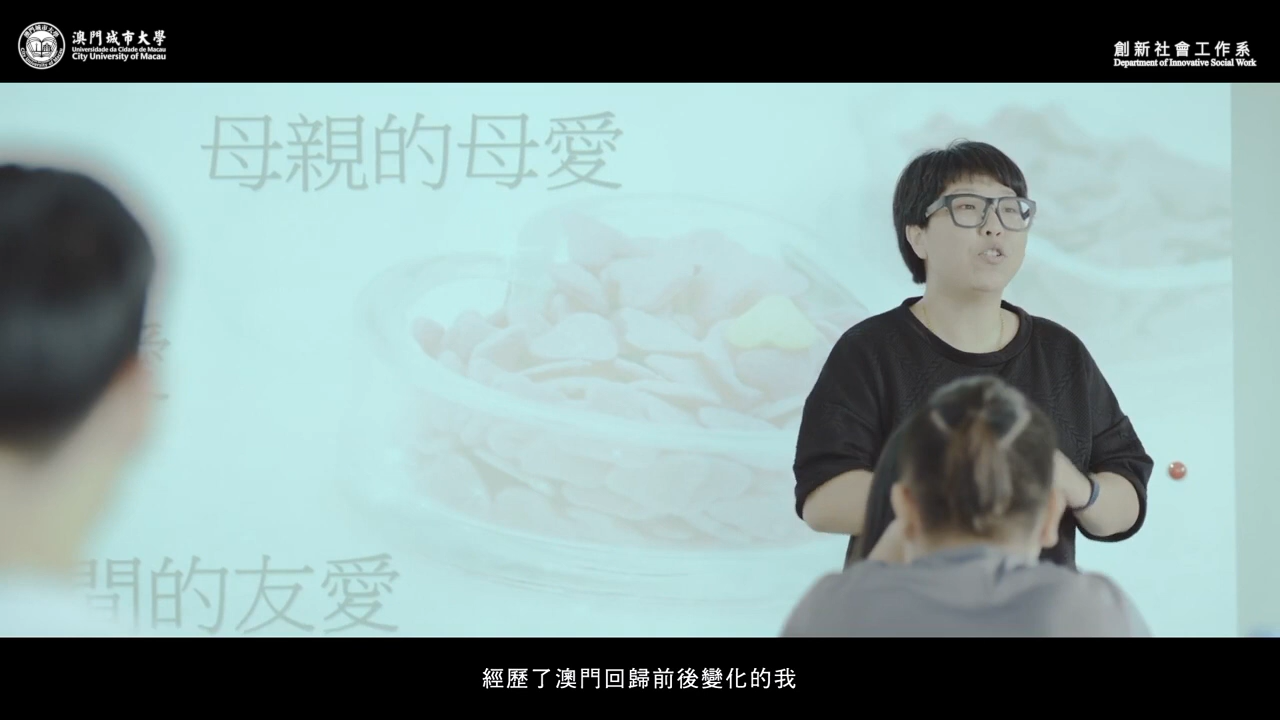 澳門城市大學
Universidade da Cidade de Macau
City University of Macau
創新社會工作系
Department of Innovative Social Work
母親的母愛
間的友愛
經歷了澳門回歸前後變化的我